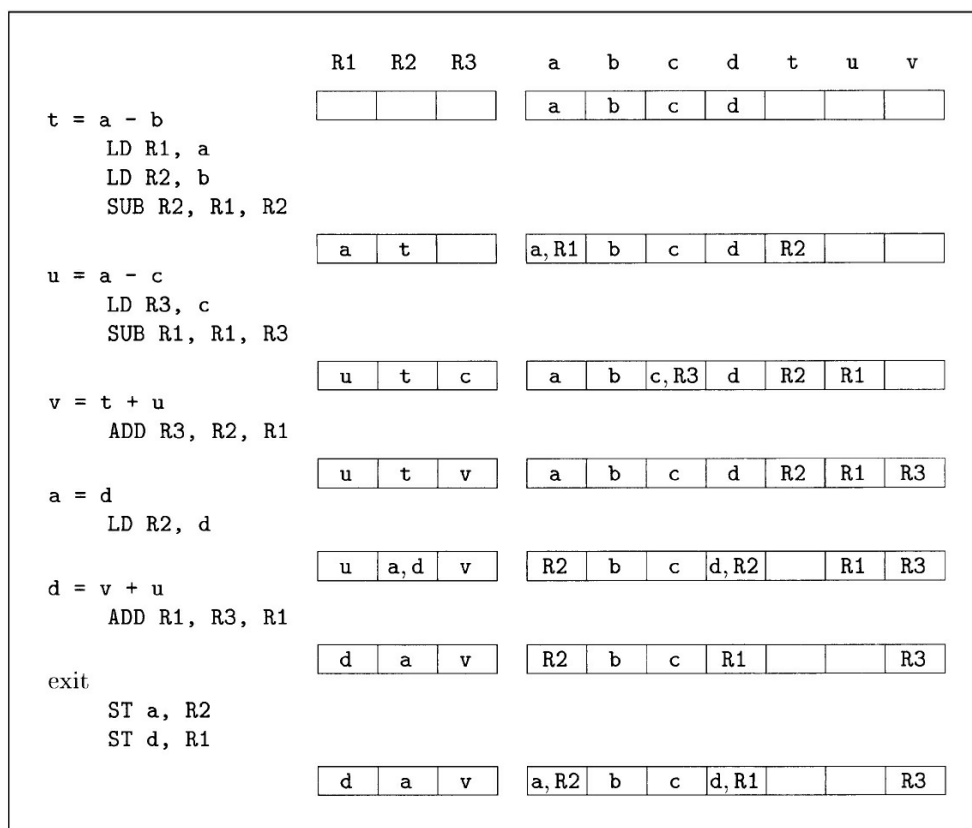 R1 R2 R3 a b c d t u v
a b c d
t = a - b
LD R1, a
LD R2, b
SUB R2, R1, R2
a t a, R1 b c d R2
u = a - c
LD R3, c
SUB R1, R1, R3
u t c a b c, R3 d R2 R1
v = t + u
ADD R3, R2, R1
u t v a b c d R2 R1 R3
a = d
LD R2, d
u a, d v R2 b c d, R2 R1 R3
d = v + u
ADD R1, R3, R1
d a v R2 b c R1 R3
exit
ST a, R2
ST d, R1
d a v a, R2 b c d, R1 R3